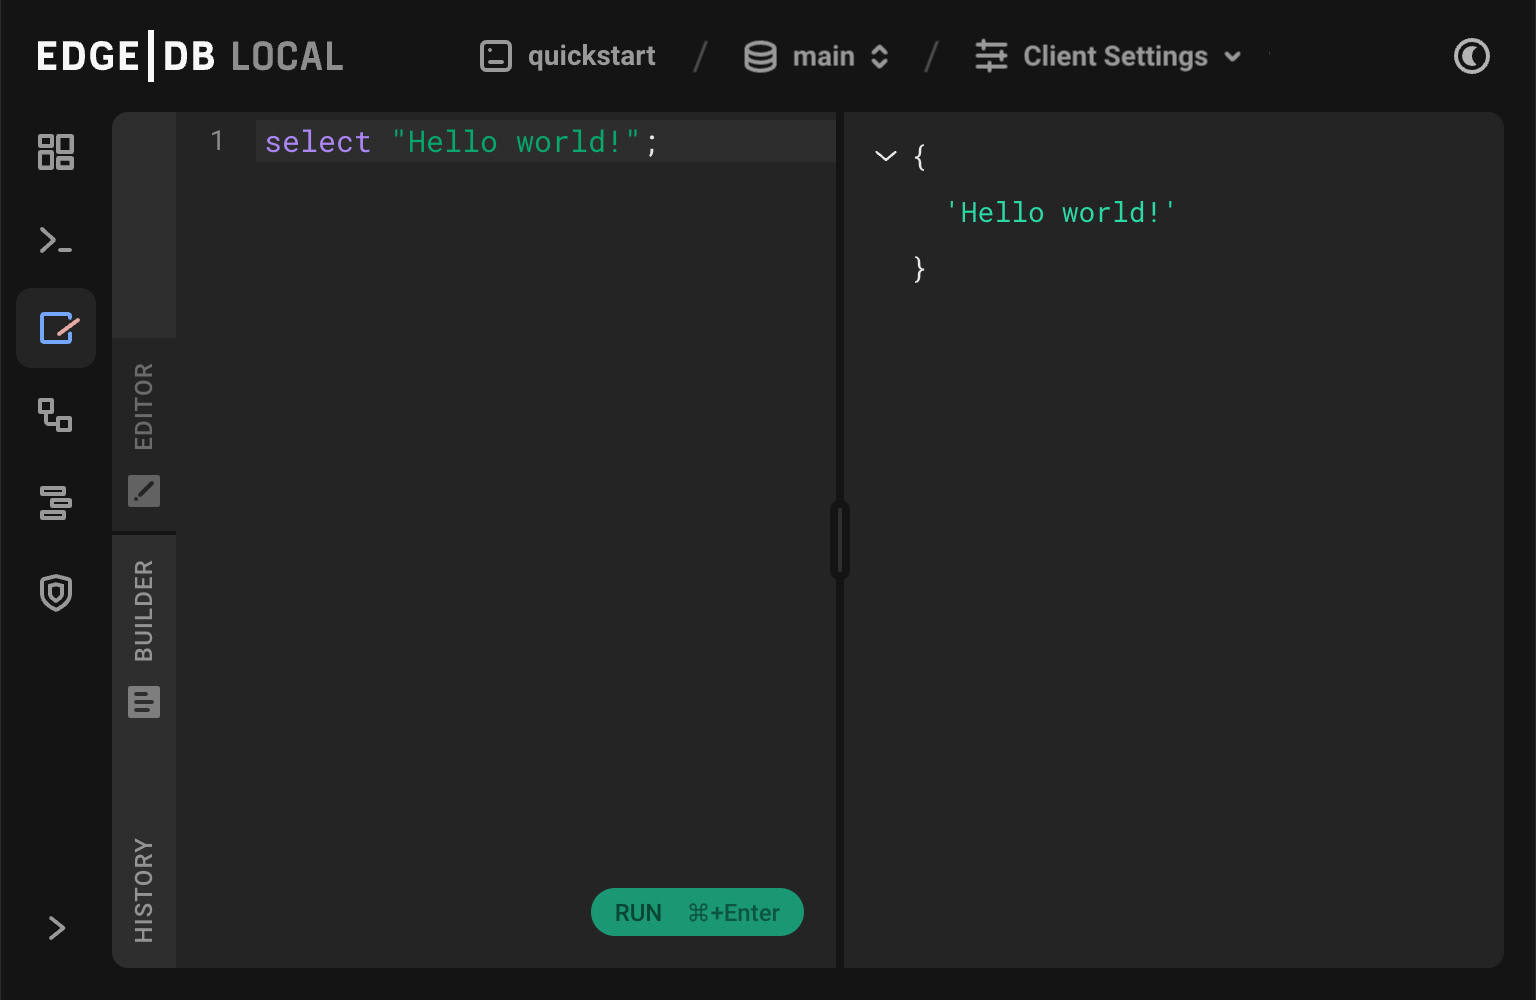 EDGE|DB LOCAL
quickstart / main / Client Settings
1 select "Hello world!";
{
'Hello world!'
}
EDITOR
BUILDER
HISTORY
RUN ⌘+Enter